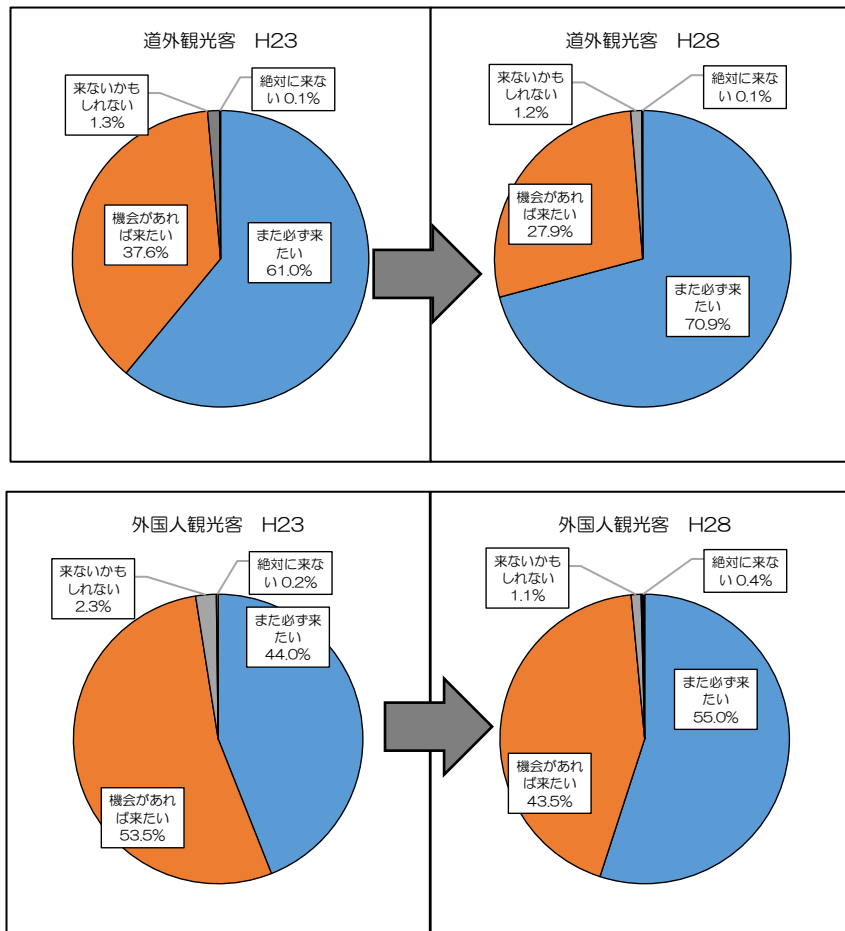 道外観光客　H23
来ないかも
しれない
1.3%
絶対に来な
い 0.1%
機会があれ
ば来たい
37.6%
また必ず来
たい
61.0%
道外観光客　H28
来ないかも
しれない
1.2%
絶対に来な
い 0.1%
機会があれ
ば来たい
27.9%
また必ず来
たい
70.9%
外国人観光客　H23
来ないかも
しれない
2.3%
絶対に来な
い 0.2%
また必ず来
たい
44.0%
機会があれ
ば来たい
53.5%
外国人観光客　H28
来ないかも
しれない
1.1%
絶対に来な
い 0.4%
また必ず来
たい
55.0%
機会があれ
ば来たい
43.5%